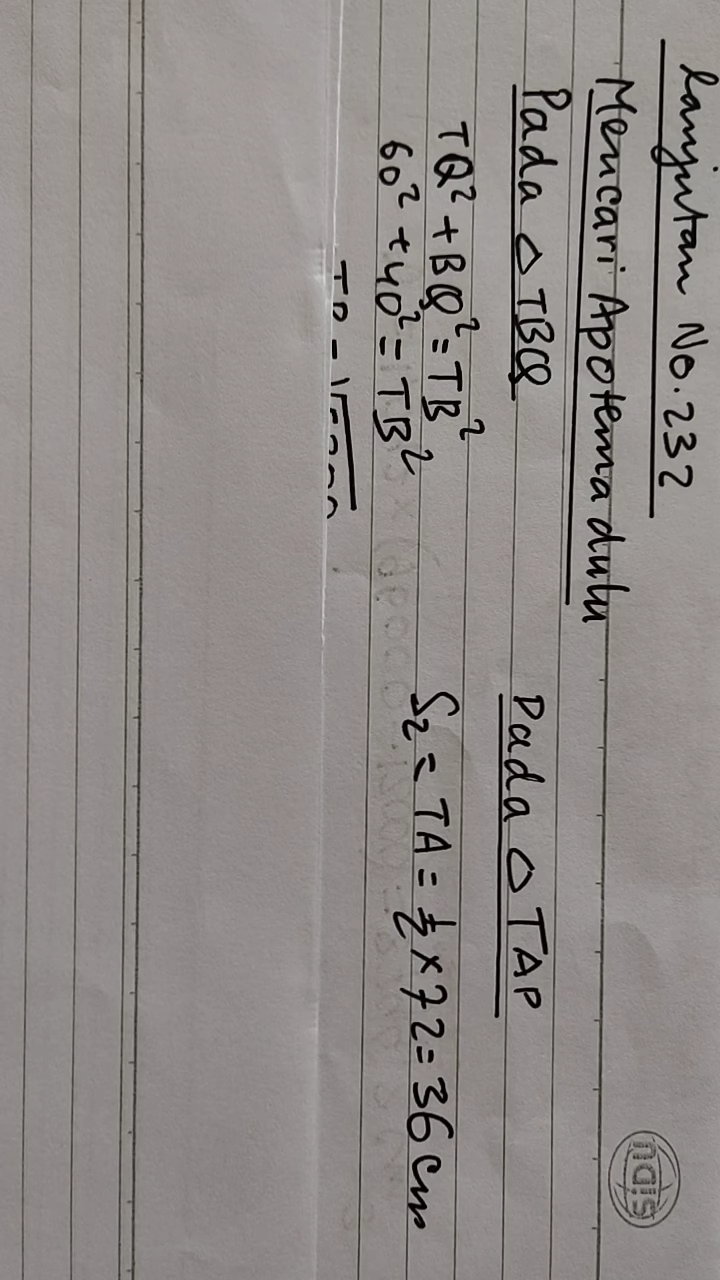 Lanjutan No.232
Mencari Apotema dulu
Pada △TBQ
TQ² + BQ² = TB²
60² + 40² = TB²
Pada △TAP
S₂ = TA = ½ x 72 = 36 cm
nais